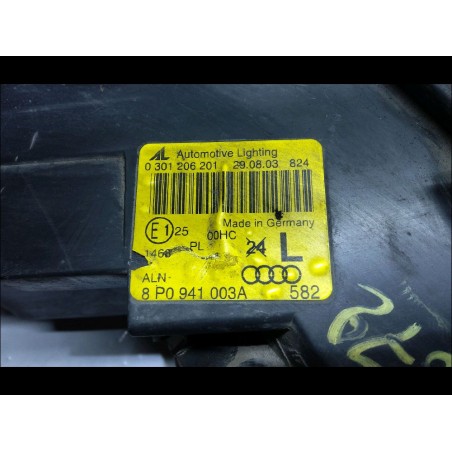 AL Automotive Lighting
0 301 206 201 29.08.03 824
Made in Germany
E1 25 00HC
PL 24 L
ALN-
8 P0 941 003A 582